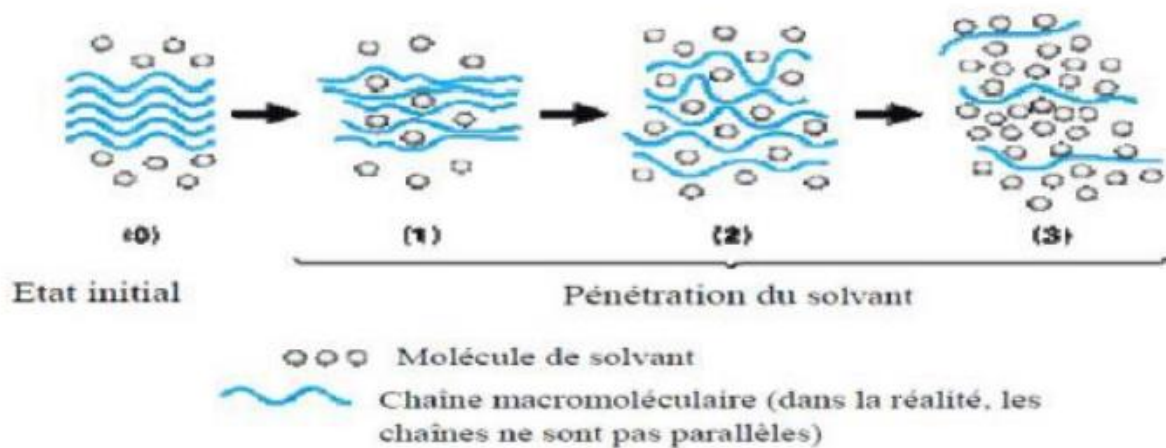 (0) (1) (2) (3)
Etat initial Pénétration du solvant
Molécule de solvant
Chaîne macromoléculaire (dans la réalité, les
chaînes ne sont pas parallèles)